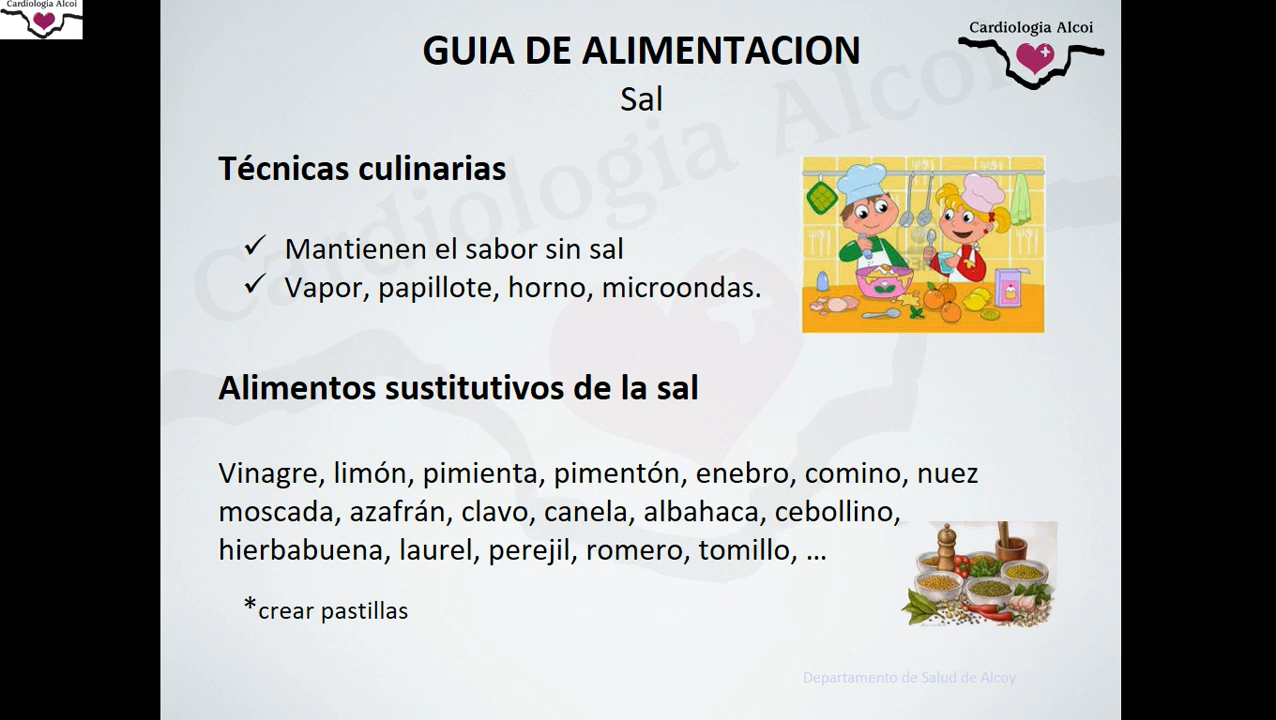 Cardiologia Alcoi
Cardiologia Alcoi
GUIA DE ALIMENTACION
Sal
Cardiologia Alcoi
Técnicas culinarias
✓ Mantienen el sabor sin sal
✓ Vapor, papillote, horno, microondas.
Alimentos sustitutivos de la sal
Vinagre, limón, pimienta, pimentón, enebro, comino, nuez
moscada, azafrán, clavo, canela, albahaca, cebollino,
hierbabuena, laurel, perejil, romero, tomillo, ...
*crear pastillas
Departamento de Salud de Alcoy